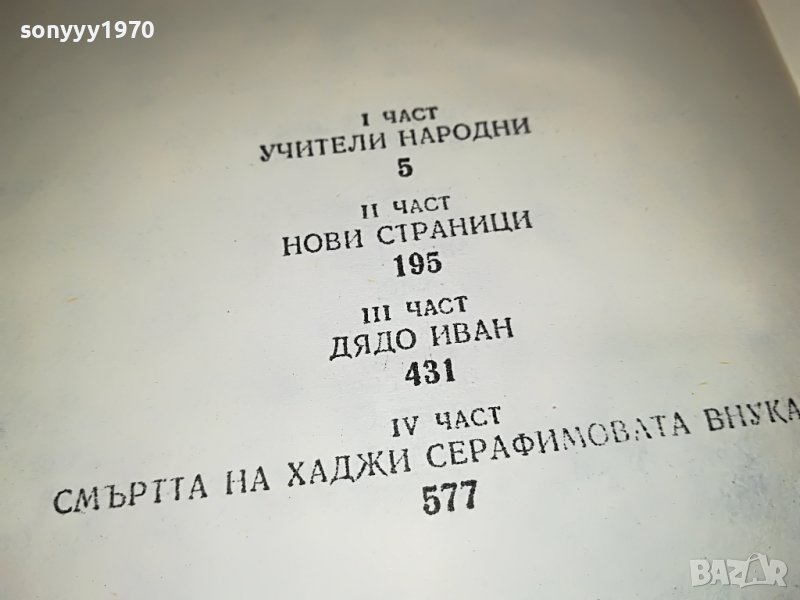 sonyyy1970
I ЧАСТ
УЧИТЕЛИ НАРОДНИ
5
II ЧАСТ
НОВИ СТРАНИЦИ
195
III ЧАСТ
ДЯДО ИВАН
431
IV ЧАСТ
СМЪРТТА НА ХАДЖИ СЕРАФИМОВАТА ВНУКА
577
BAZAR